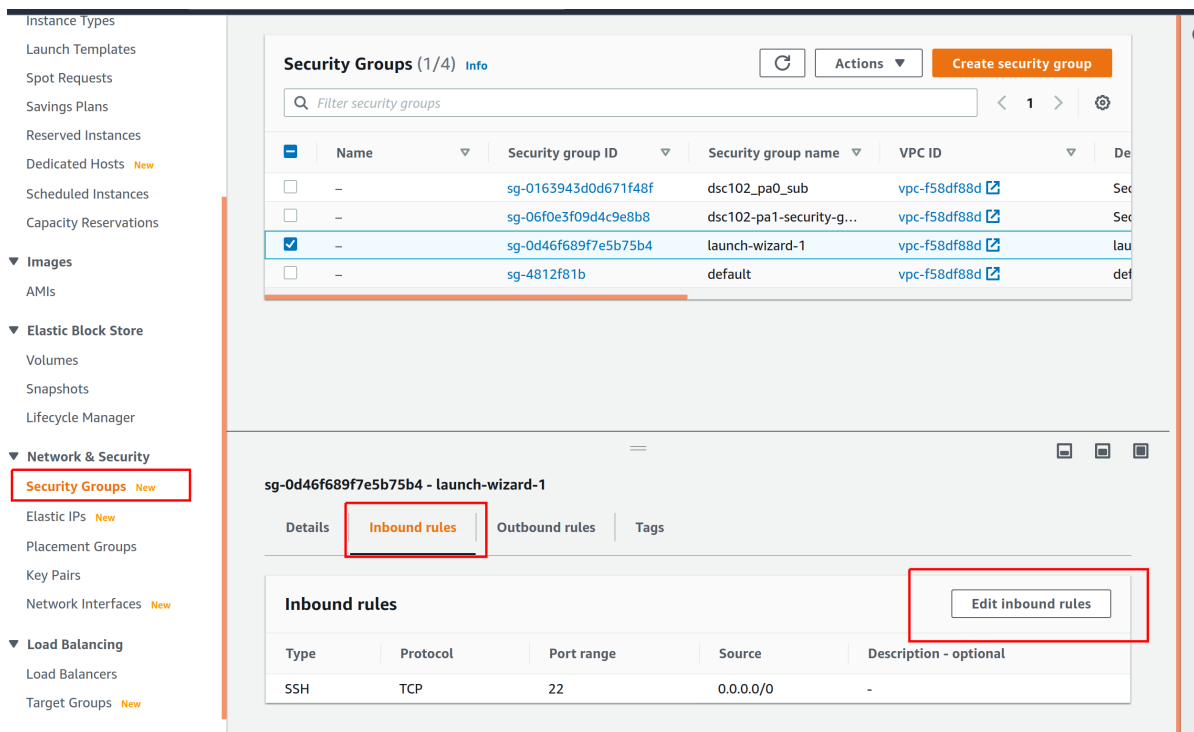 Instance Types
Launch Templates
Spot Requests
Savings Plans
Reserved Instances
Dedicated Hosts New
Scheduled Instances
Capacity Reservations
Images
AMIs
Elastic Block Store
Volumes
Snapshots
Lifecycle Manager
Network & Security
Security Groups New
Elastic IPs New
Placement Groups
Key Pairs
Network Interfaces New
Load Balancing
Load Balancers
Target Groups New
Security Groups (1/4) Info
Actions
Create security group
Filter security groups
1
Name Security group ID Security group name VPC ID De
– sg-0163943d0d671f48f dsc102_pa0_sub vpc-f58df88d Sec
– sg-06f0e3f09d4c9e8b8 dsc102-pa1-security-g... vpc-f58df88d Sec
– sg-0d46f689f7e5b75b4 launch-wizard-1 vpc-f58df88d lau
– sg-4812f81b default vpc-f58df88d def
sg-0d46f689f7e5b75b4 - launch-wizard-1
Details Inbound rules Outbound rules Tags
Inbound rules
Edit inbound rules
Type Protocol Port range Source Description - optional
SSH TCP 22 0.0.0.0/0 -